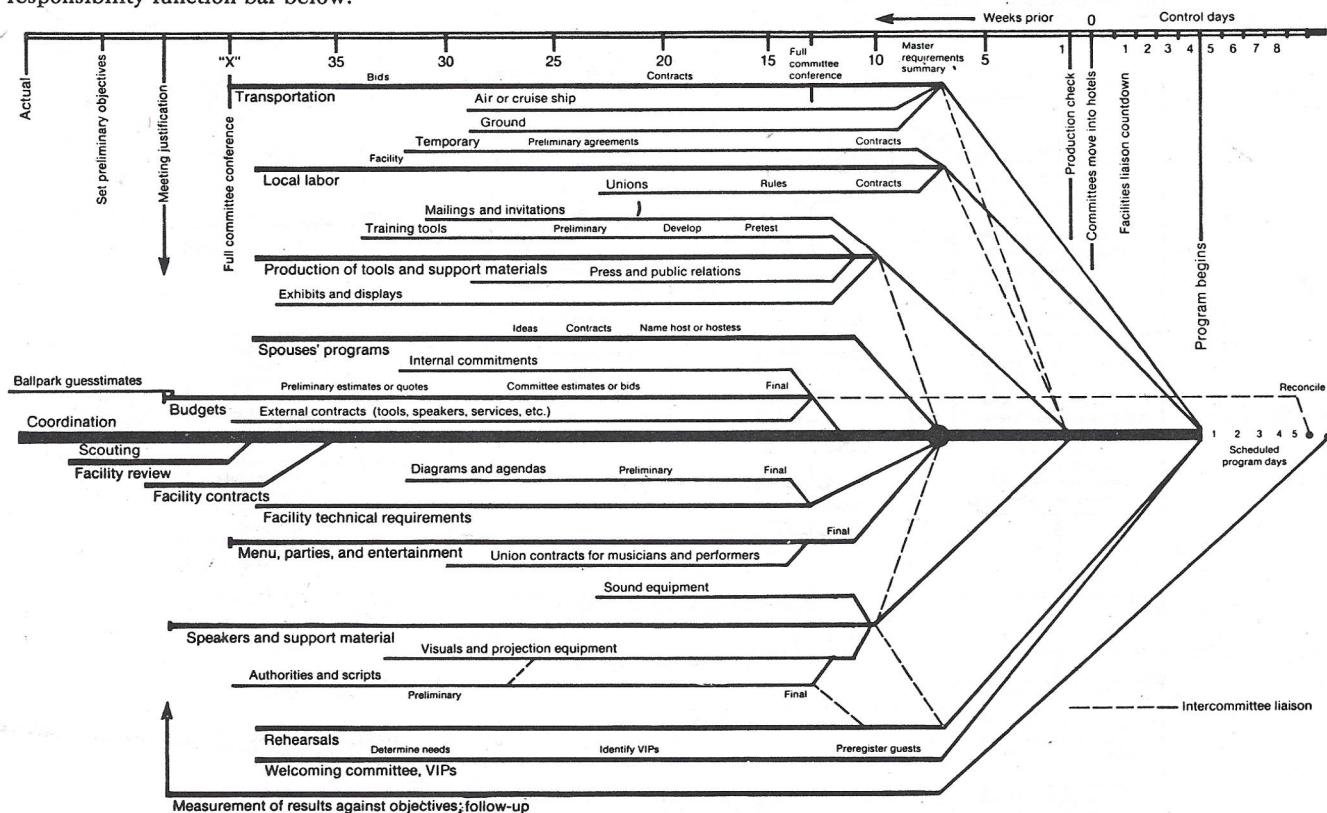 responsibility function bar below.
Weeks prior 0 Control days
"X" 35 30 25 20 15 Full committee conference 10 Master requirements summary 5 1 1 2 3 4 5 6 7 8
Actual
Set preliminary objectives
Meeting justification
Full committee conference
Production check
Committees move into hotels
Facilities liaison countdown
Program begins
Bids Contracts
Transportation
Air or cruise ship
Ground
Temporary Preliminary agreements Contracts
Facility
Local labor
Unions Rules Contracts
Mailings and invitations
Training tools Preliminary Develop Pretest
Production of tools and support materials
Press and public relations
Exhibits and displays
Ideas Contracts Name host or hostess
Spouses' programs
Internal commitments
Ballpark guesstimates
Preliminary estimates or quotes Committee estimates or bids Final
Reconcile
Budgets
External contracts (tools, speakers, services, etc.)
Coordination
1 2 3 4 5
Scheduled
program days
Scouting
Facility review
Facility contracts
Diagrams and agendas Preliminary Final
Facility technical requirements
Final
Menu, parties, and entertainment
Union contracts for musicians and performers
Sound equipment
Speakers and support material
Visuals and projection equipment
Authorities and scripts
Preliminary Final
Intercommittee liaison
Rehearsals
Determine needs Identify VIPs Preregister guests
Welcoming committee, VIPs
Measurement of results against objectives; follow-up